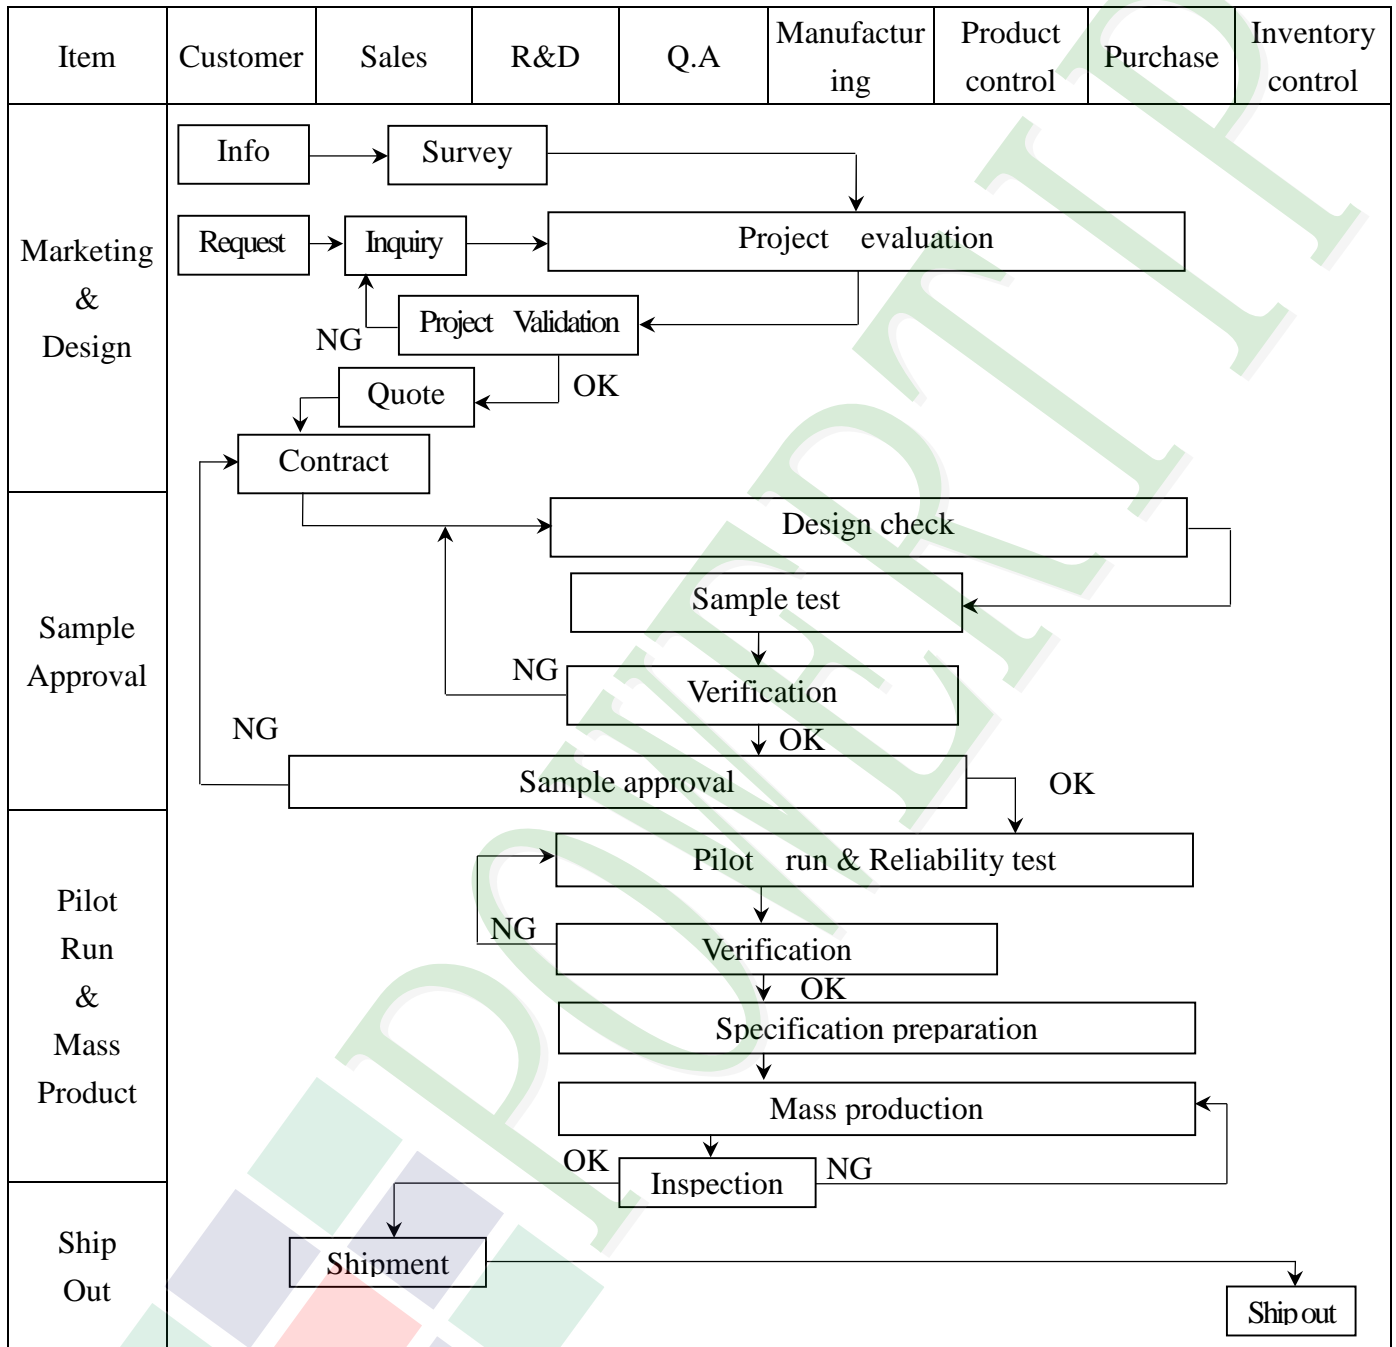 Item
Customer
Sales
R&D
Q.A
Manufactur
ing
Product
control
Purchase
Inventory
control
Marketing
&
Design
Info
Survey
Request
Inquiry
Project evaluation
Project Validation
NG
OK
Quote
Contract
Sample
Approval
Design check
Sample test
NG
Verification
OK
NG
Sample approval
OK
Pilot
Run
&
Mass
Product
Pilot run & Reliability test
NG
Verification
OK
Specification preparation
Mass production
OK
Inspection
NG
Ship
Out
Shipment
Ship out
POWERTIP